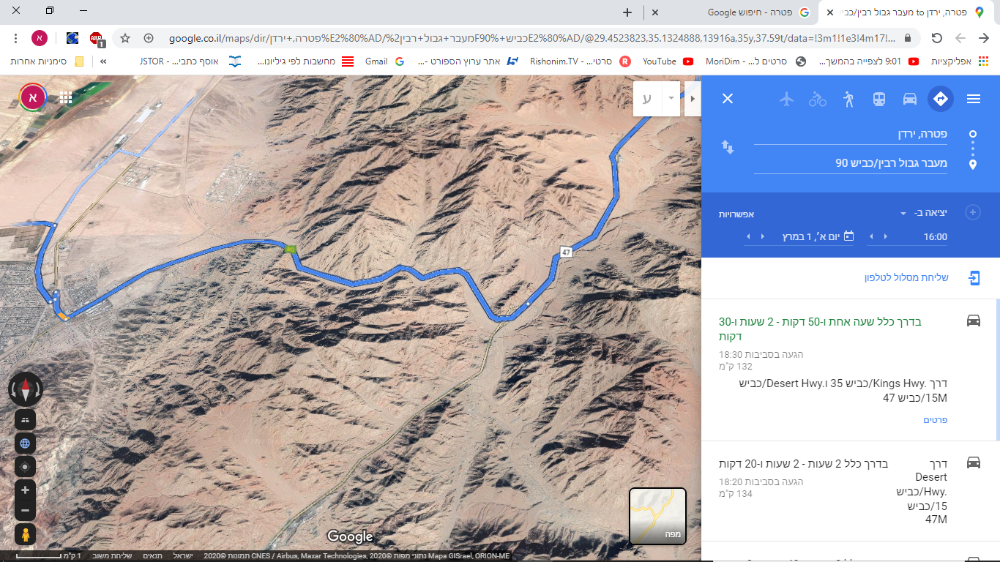 פטרה, ירדן to מעבר גבול רבין/כבי
פטרה - חיפוש Google
google.co.il/maps/dir/פטרה,+ירדן/%E2%80%AD%2מעבר+גבול+רבין%F90+כבישE2%80%AD/@29.4523823,35.1324888,13916a,35y,37.59t/data=!3m1!1e3!4m17!...
א
ABP
1
אפליקציות
9:01 לצפייה בהמשך...
סרטים ל... - MoriDim
YouTube
סרטי... - Rishonim.TV
אתר ערוץ הספורט -...
Gmail
מחשבות לפי גיליונו...
אוסף כתבי... - JSTOR
«
סימניות אחרות
א
ע
פטרה, ירדן
מעבר גבול רבין/כביש 90
יציאה ב-
אפשרויות
16:00
יום א׳, 1 במרץ
שליחת מסלול לטלפון
בדרך כלל שעה אחת ו-50 דקות - 2 שעות ו-30
דקות
הגעה בסביבות 18:30
132 ק"מ
דרך Kings Hwy./כביש 35 ו.Desert Hwy/כביש
15M/כביש 47
פרטים
דרך
Desert
Hwy./כביש
15/כביש
47M
בדרך כלל 2 שעות - 2 שעות ו-20 דקות
הגעה בסביבות 18:20
134 ק"מ
80
47
מפה
Google
תמונות ©2020 CNES / Airbus, Maxar Technologies, נתוני מפות ©2020 Mapa GISrael, ORION-ME
ישראל
תנאים
שליחת משוב
1 ק"מ